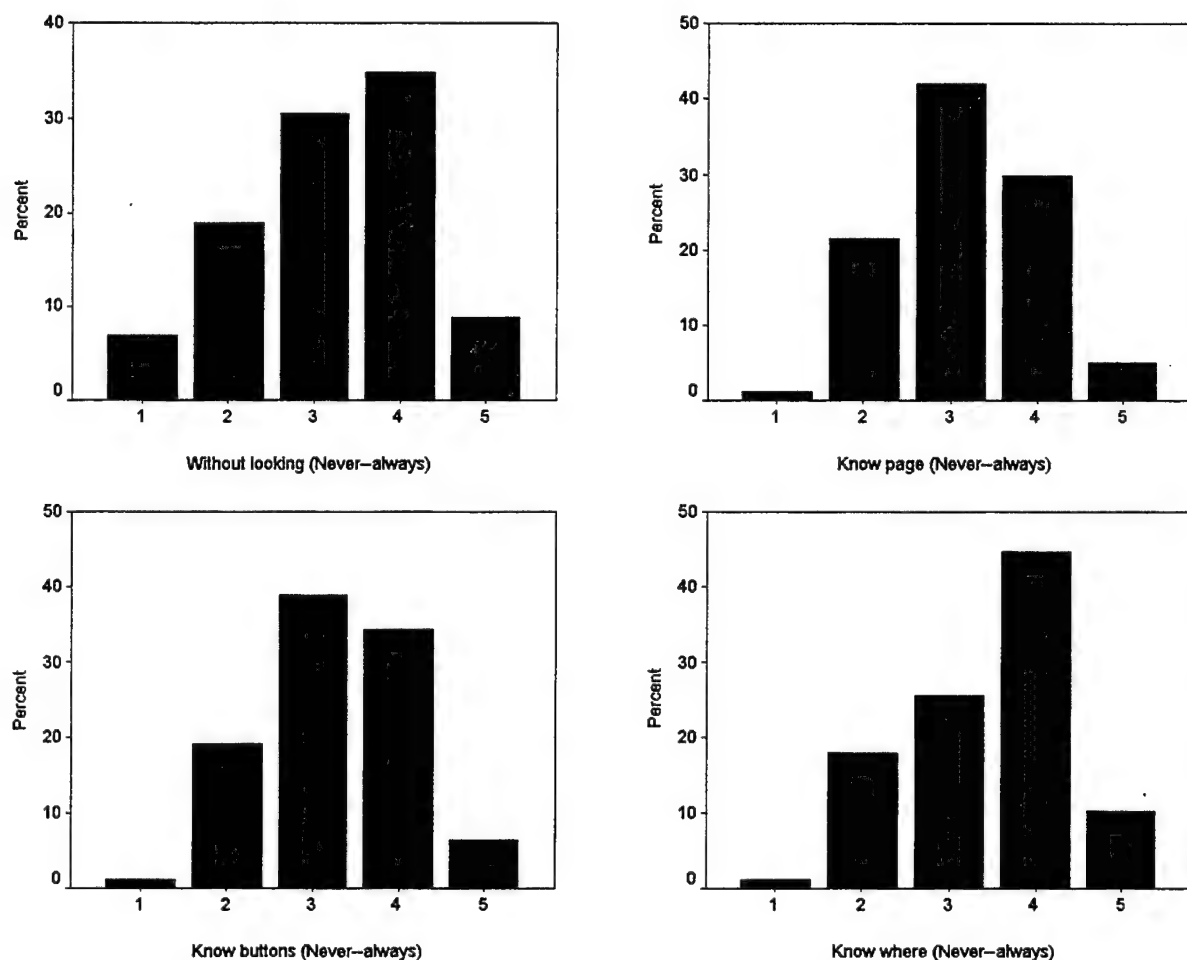 40
30
20
10
0
Percent
1 2 3 4 5
Without looking (Never--always)
50
40
30
20
10
0
Percent
1 2 3 4 5
Know page (Never--always)
50
40
30
20
10
0
Percent
1 2 3 4 5
Know buttons (Never--always)
50
40
30
20
10
0
Percent
1 2 3 4 5
Know where (Never--always)